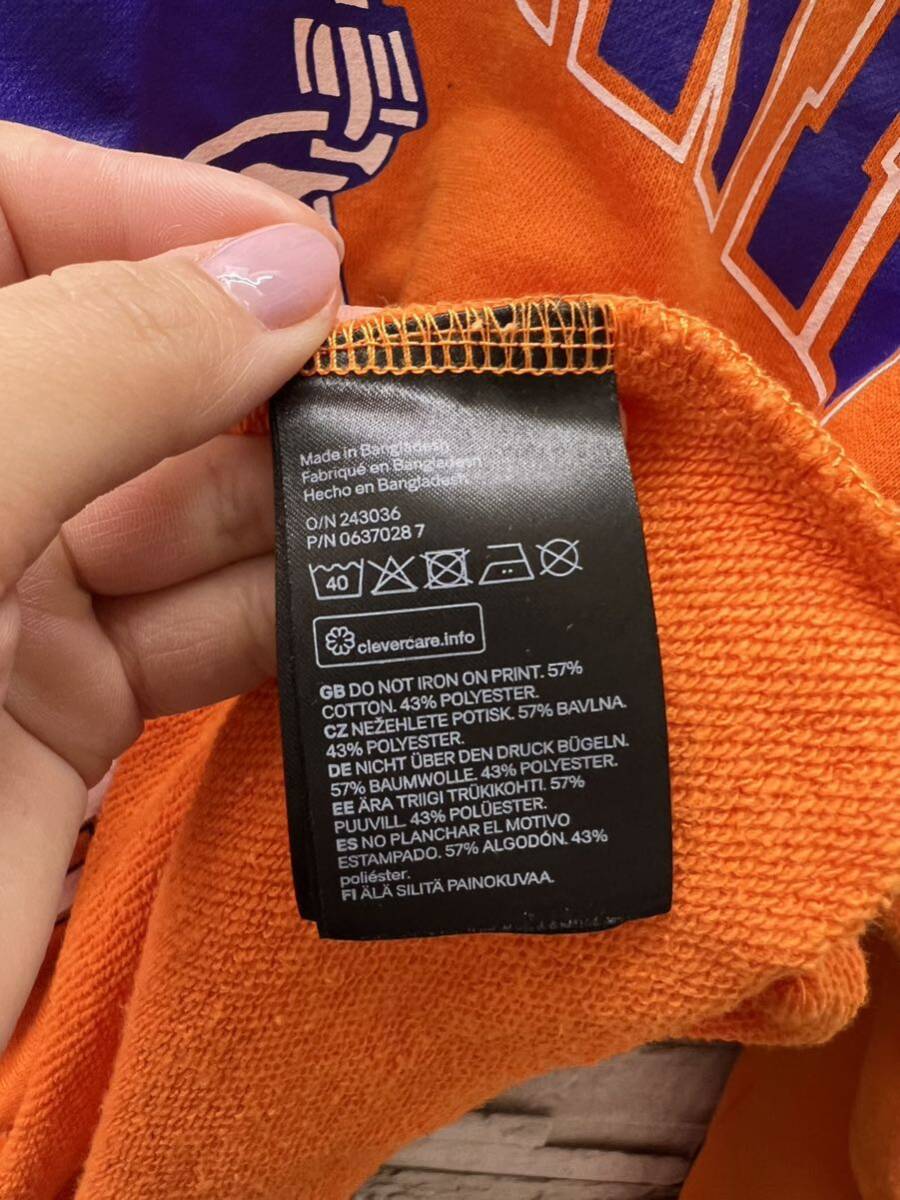 Made in Bangladesh
Fabriqué en Bangladesh
Hecho en Bangladesh
O/N 243036
P/N 0637028 7
40
clevercare.info
GB DO NOT IRON ON PRINT. 57%
COTTON. 43% POLYESTER.
CZ NEŽEHLETE POTISK. 57% BAVLNA.
43% POLYESTER.
DE NICHT ÜBER DEN DRUCK BÜGELN.
57% BAUMWOLLE. 43% POLYESTER.
EE ÄRA TRIIGI TRÜKIKOHTI. 57%
PUUVILL. 43% POLÜESTER.
ES NO PLANCHAR EL MOTIVO
ESTAMPADO. 57% ALGODÓN. 43%
poliéster.
FI ÄLÄ SILITÄ PAINOKUVAA.